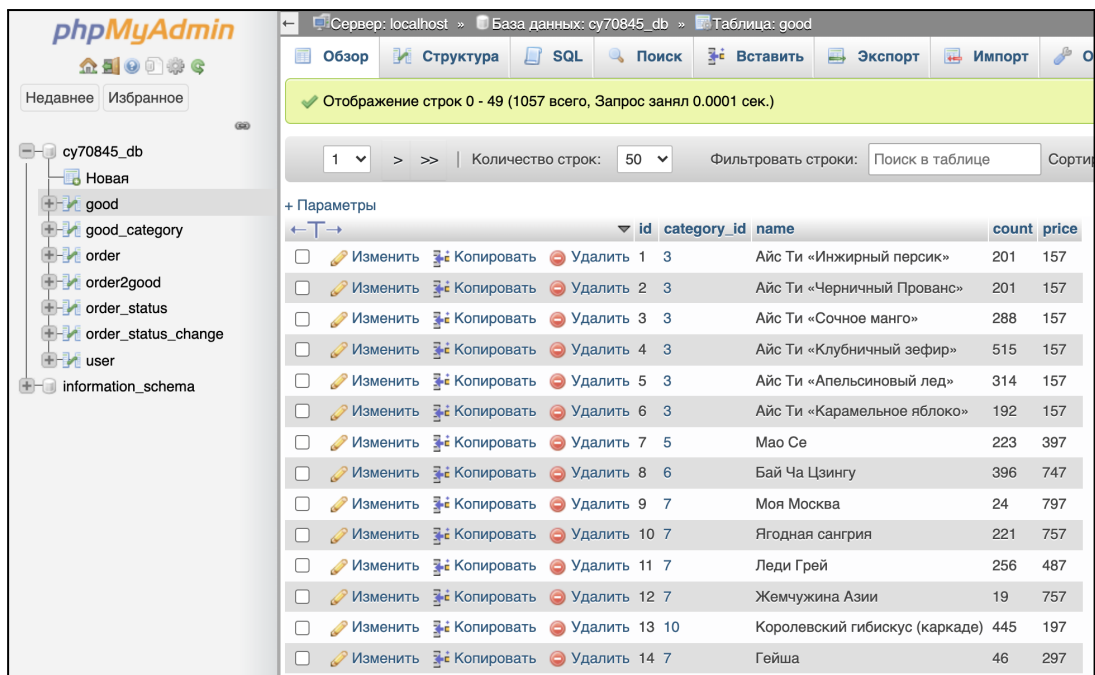 phpMyAdmin
Недавнее Избранное
cy70845_db
Новая
good
good_category
order
order2good
order_status
order_status_change
user
information_schema
← Сервер: localhost » База данных: cy70845_db » Таблица: good
Обзор Структура SQL Поиск Вставить Экспорт Импорт О
Отображение строк 0 - 49 (1057 всего, Запрос занял 0.0001 сек.)
1 > >> | Количество строк: 50 Фильтровать строки: Поиск в таблице Сортир
+ Параметры
←T→ id category_id name count price
Изменить Копировать Удалить 1 3 Айс Ти «Инжирный персик» 201 157
Изменить Копировать Удалить 2 3 Айс Ти «Черничный Прованс» 201 157
Изменить Копировать Удалить 3 3 Айс Ти «Сочное манго» 288 157
Изменить Копировать Удалить 4 3 Айс Ти «Клубничный зефир» 515 157
Изменить Копировать Удалить 5 3 Айс Ти «Апельсиновый лед» 314 157
Изменить Копировать Удалить 6 3 Айс Ти «Карамельное яблоко» 192 157
Изменить Копировать Удалить 7 5 Мао Се 223 397
Изменить Копировать Удалить 8 6 Бай Ча Цзингу 396 747
Изменить Копировать Удалить 9 7 Моя Москва 24 797
Изменить Копировать Удалить 10 7 Ягодная сангрия 221 757
Изменить Копировать Удалить 11 7 Леди Грей 256 487
Изменить Копировать Удалить 12 7 Жемчужина Азии 19 757
Изменить Копировать Удалить 13 10 Королевский гибискус (каркаде) 445 197
Изменить Копировать Удалить 14 7 Гейша 46 297